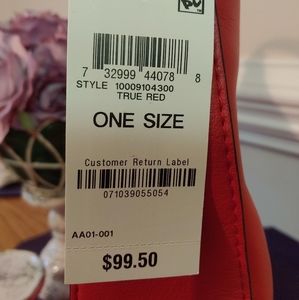 7 32999 44078 8
STYLE 10009104300
TRUE RED
ONE SIZE
Customer Return Label
071039055054
AA01-001
$99.50